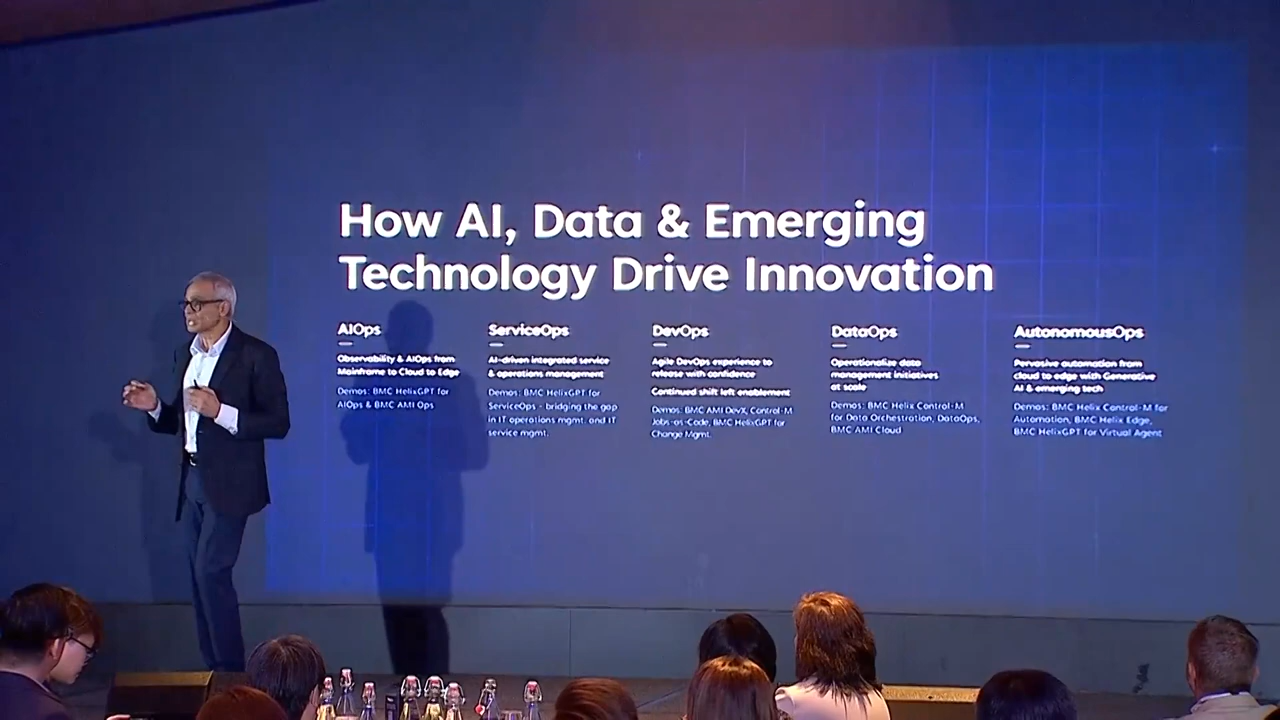 How AI, Data & Emerging
Technology Drive Innovation
AIOps
Observability & AIOps from
Mainframe to Cloud to Edge
Demos: BMC HelixGPT for
AIOps & BMC AMI Ops
ServiceOps
AI-driven integrated service
& operations management
Demos: BMC HelixGPT for
ServiceOps - bridging the gap
in IT operations mgmt. and IT
service mgmt.
DevOps
Agile DevOps experience to
release with confidence
Continued shift left enablement
Demos: BMC AMI DevX, Control-M
Jobs-as-Code, BMC HelixGPT for
Change Mgmt.
DataOps
Operationalize data
management initiatives
at scale
Demos: BMC Helix Control-M
for Data Orchestration, DataOps,
BMC AMI Cloud
AutonomousOps
Pervasive automation from
cloud to edge with Generative
AI & emerging tech
Demos: BMC Helix Control-M for
Automation, BMC Helix Edge,
BMC HelixGPT for Virtual Agent